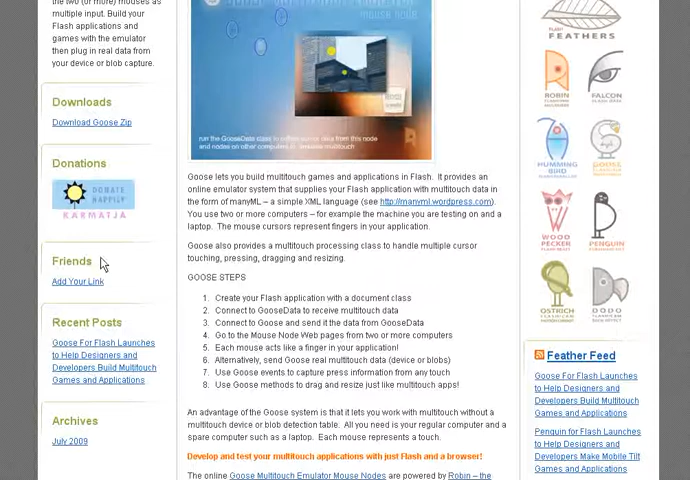 the two (or more) mouses as
multiple input. Build your
Flash applications and
games with the emulator
then plug in real data from
your device or blob capture.
Downloads
Download Goose Zip
Donations
DONATE
HAPPILY
KARMATJA
Friends
Add Your Link
Recent Posts
Goose For Flash Launches
to Help Designers and
Developers Build Multitouch
Games and Applications
Archives
July 2009
mouse node
run the GooseData class to collect cursor data from this node
and nodes on other computers to emulate multitouch
Goose lets you build multitouch games and applications in Flash. It provides an
online emulator system that supplies your Flash application with multitouch data in
the form of manyML – a simple XML language (see http://manyml.wordpress.com).
You use two or more computers – for example the machine you are testing on and a
laptop. The mouse cursors represent fingers in your application.
Goose also provides a multitouch processing class to handle multiple cursor
touching, pressing, dragging and resizing.
GOOSE STEPS
1. Create your Flash application with a document class
2. Connect to GooseData to receive multitouch data
3. Connect to Goose and send it the data from GooseData
4. Go to the Mouse Node Web pages from two or more computers
5. Each mouse acts like a finger in your application!
6. Alternatively, send Goose real multitouch data (device or blobs)
7. Use Goose events to capture press information from any touch
8. Use Goose methods to drag and resize just like multitouch apps!
An advantage of the Goose system is that it lets you work with multitouch without a
multitouch device or blob detection table. All you need is your regular computer and a
spare computer such as a laptop. Each mouse represents a touch.
Develop and test your multitouch applications with just Flash and a browser!
The online Goose Multitouch Emulator Mouse Nodes are powered by Robin – the
FLASH
FEATHERS
ROBIN
FALCON
HUMMING
BIRD
GOOSE
WOOD
PECKER
PENGUIN
OSTRICH
DODO
Feather Feed
Goose For Flash Launches
to Help Designers and
Developers Build Multitouch
Games and Applications
Penguin for Flash Launches
to Help Designers and
Developers Make Mobile Tilt
Games and Applications